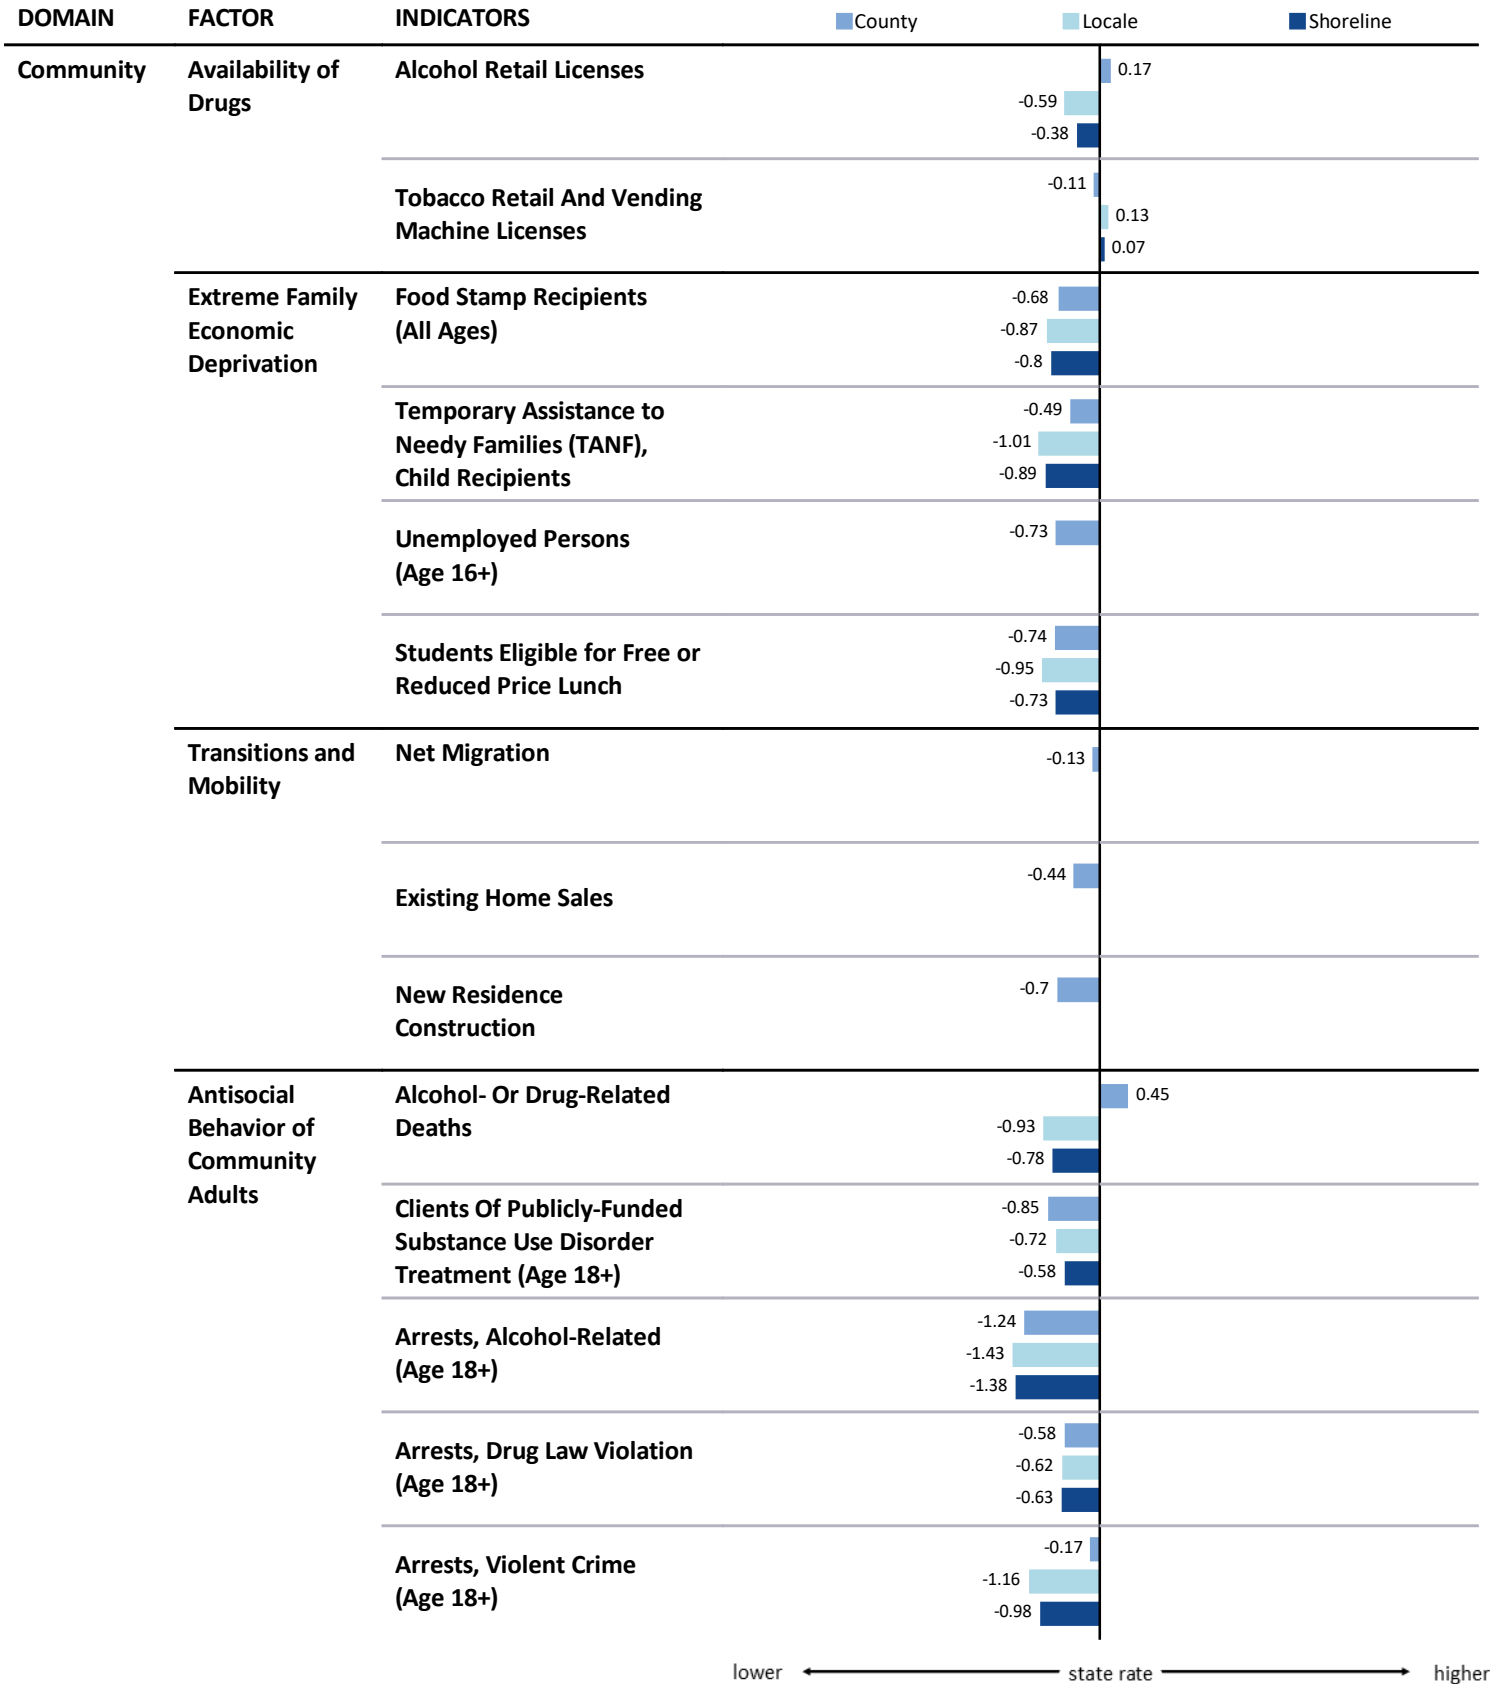 DOMAIN FACTOR INDICATORS County Locale Shoreline
Community Availability of Drugs Alcohol Retail Licenses
0.17
-0.59
-0.38
Tobacco Retail And Vending
Machine Licenses
-0.11
0.13
0.07
Extreme Family
Economic
Deprivation
Food Stamp Recipients
(All Ages)
-0.68
-0.87
-0.8
Temporary Assistance to
Needy Families (TANF),
Child Recipients
-0.49
-1.01
-0.89
Unemployed Persons
(Age 16+)
-0.73
Students Eligible for Free or
Reduced Price Lunch
-0.74
-0.95
-0.73
Transitions and
Mobility
Net Migration
-0.13
Existing Home Sales
-0.44
New Residence
Construction
-0.7
Antisocial
Behavior of
Community
Adults
Alcohol- Or Drug-Related
Deaths
0.45
-0.93
-0.78
Clients Of Publicly-Funded
Substance Use Disorder
Treatment (Age 18+)
-0.85
-0.72
-0.58
Arrests, Alcohol-Related
(Age 18+)
-1.24
-1.43
-1.38
Arrests, Drug Law Violation
(Age 18+)
-0.58
-0.62
-0.63
Arrests, Violent Crime
(Age 18+)
-0.17
-1.16
-0.98
lower state rate higher